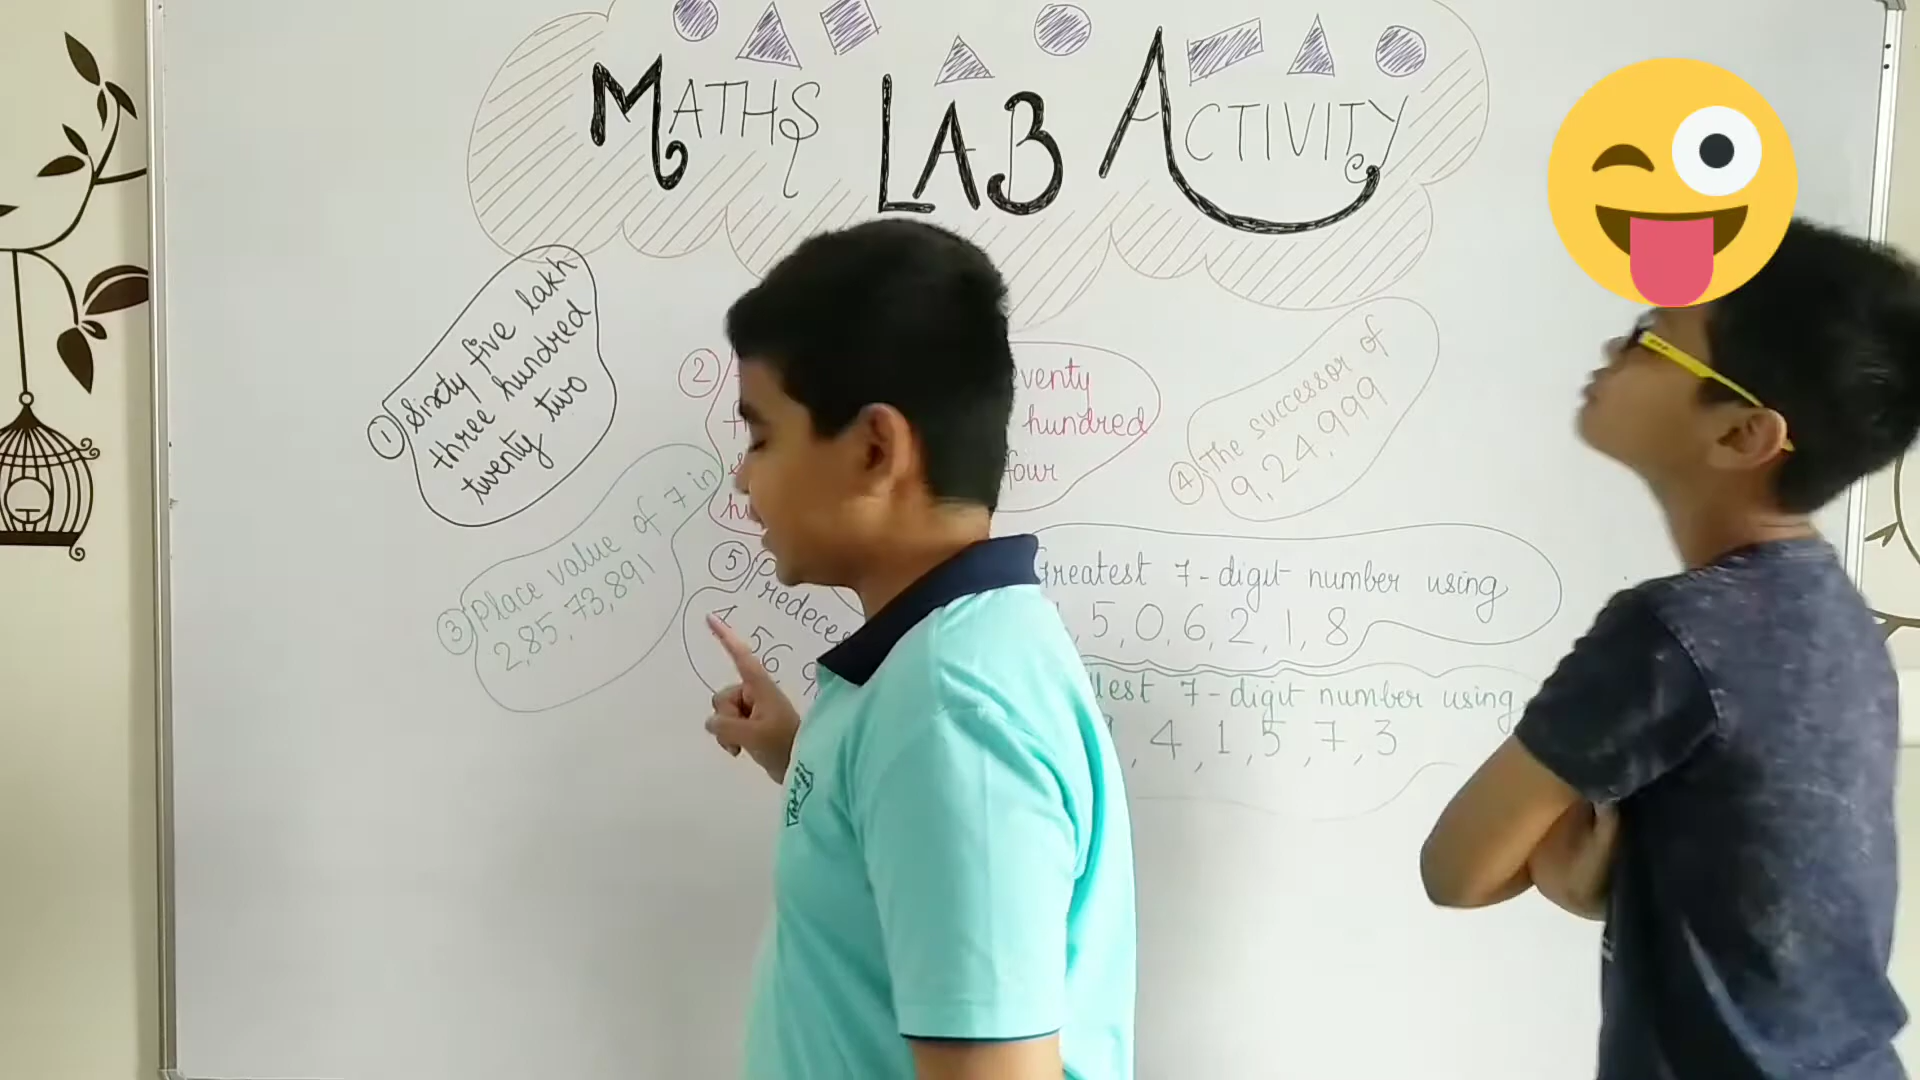 MATHS LAB ACTIVITY
1 Sixty five lakh
three hundred
twenty two
2
hundred
four
3 Place value of 7 in
2,85,73,891
4 The successor of
9,24,999
5
56
Greatest 7-digit number using
5,0,6,2,1,8
7-digit number using
4,1,5,7,3